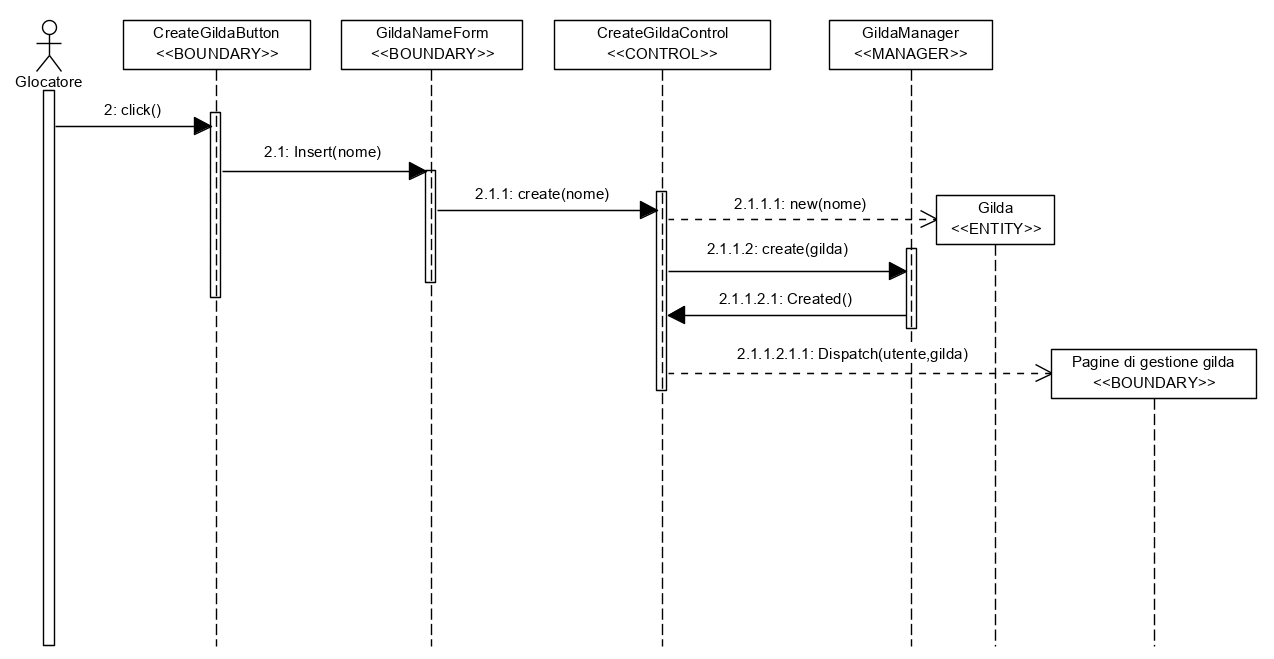 CreateGildaButton
<<BOUNDARY>>
GildaNameForm
<<BOUNDARY>>
CreateGildaControl
<<CONTROL>>
GildaManager
<<MANAGER>>
GIocatore
2: click()
2.1: Insert(nome)
2.1.1: create(nome)
2.1.1.1: new(nome)
Gilda
<<ENTITY>>
2.1.1.2: create(gilda)
2.1.1.2.1: Created()
2.1.1.2.1.1: Dispatch(utente,gilda)
Pagine di gestione gilda
<<BOUNDARY>>